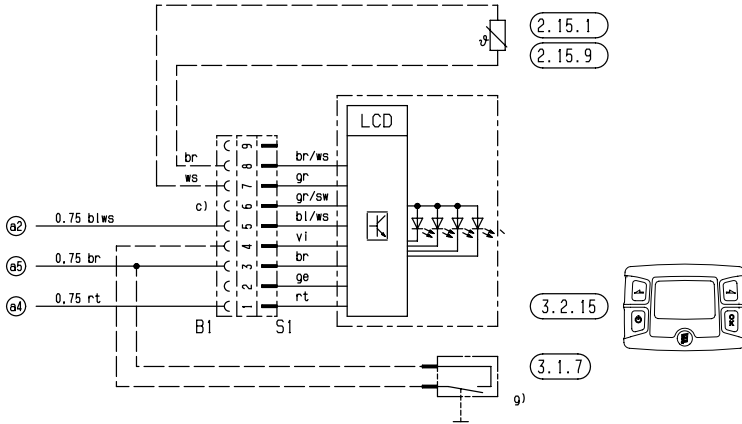 2.15.1
2.15.9
ϑ
LCD
9
br 8 br/ws
ws 7 gr
c) 6 gr/sw
a2 0.75 blws 5 bl/ws
4 vi
a5 0.75 br 3 br
2 ge
a4 0.75 rt 1 rt
B1 S1
3.2.15
OK
3.1.7
g)